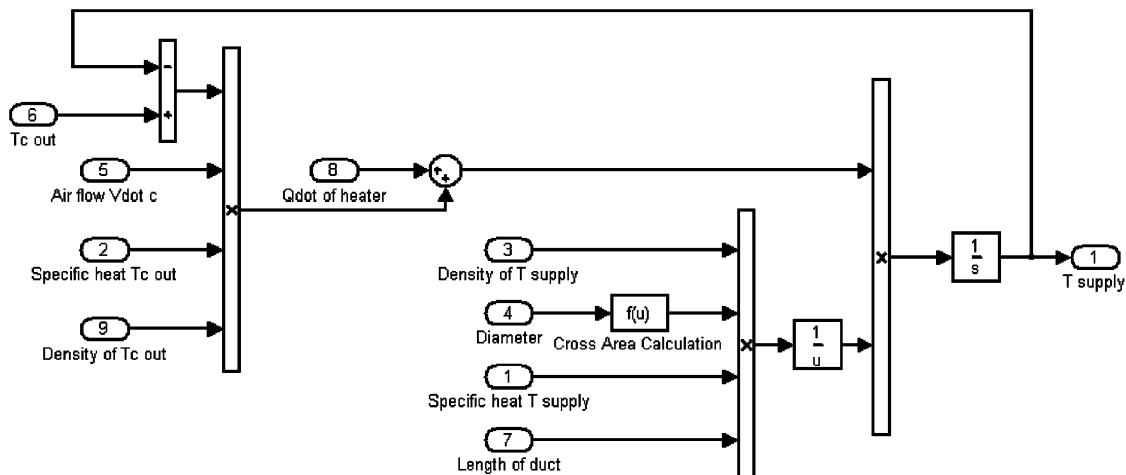 -
+
6
Tc out
5
Air flow Vdot c
8
Qdot of heater
+
+
×
2
Specific heat Tc out
9
Density of Tc out
3
Density of T supply
4
Diameter
f(u)
Cross Area Calculation
×
1
u
1
Specific heat T supply
7
Length of duct
×
1
s
1
T supply